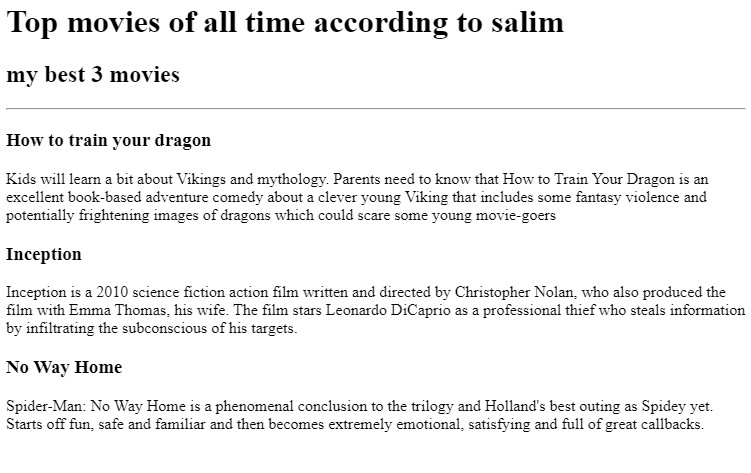 Top movies of all time according to salim
my best 3 movies
How to train your dragon
Kids will learn a bit about Vikings and mythology. Parents need to know that How to Train Your Dragon is an
excellent book-based adventure comedy about a clever young Viking that includes some fantasy violence and
potentially frightening images of dragons which could scare some young movie-goers
Inception
Inception is a 2010 science fiction action film written and directed by Christopher Nolan, who also produced the
film with Emma Thomas, his wife. The film stars Leonardo DiCaprio as a professional thief who steals information
by infiltrating the subconscious of his targets.
No Way Home
Spider-Man: No Way Home is a phenomenal conclusion to the trilogy and Holland's best outing as Spidey yet.
Starts off fun, safe and familiar and then becomes extremely emotional, satisfying and full of great callbacks.